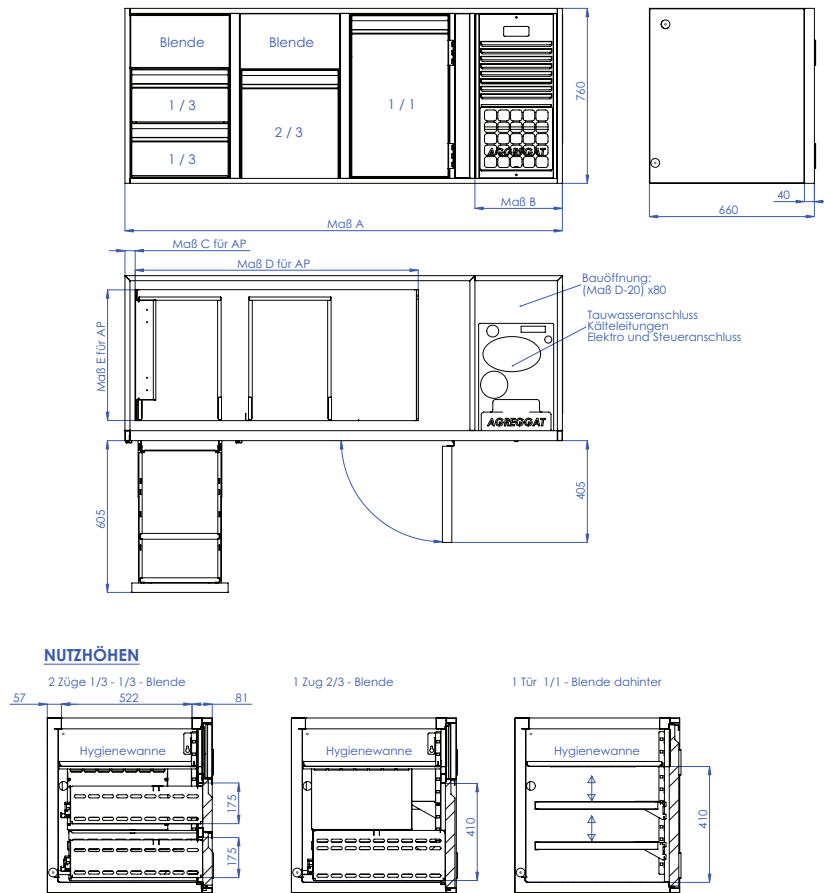 Blende
Blende
1 / 3
1 / 3
2 / 3
1 / 1
AGREGGAT
760
Maß B
Maß A
40
660
Maß C für AP
Maß D für AP
Maß E für AP
Bauöffnung:
(Maß D-20) x80
Tauwasseranschluss
Kälteleitungen
Elektro und Steueranschluss
AGREGGAT
605
405
NUTZHÖHEN
2 Züge 1/3 - 1/3 - Blende
1 Zug 2/3 - Blende
1 Tür 1/1 - Blende dahinter
57
522
81
Hygienewanne
Hygienewanne
Hygienewanne
175
175
410
410